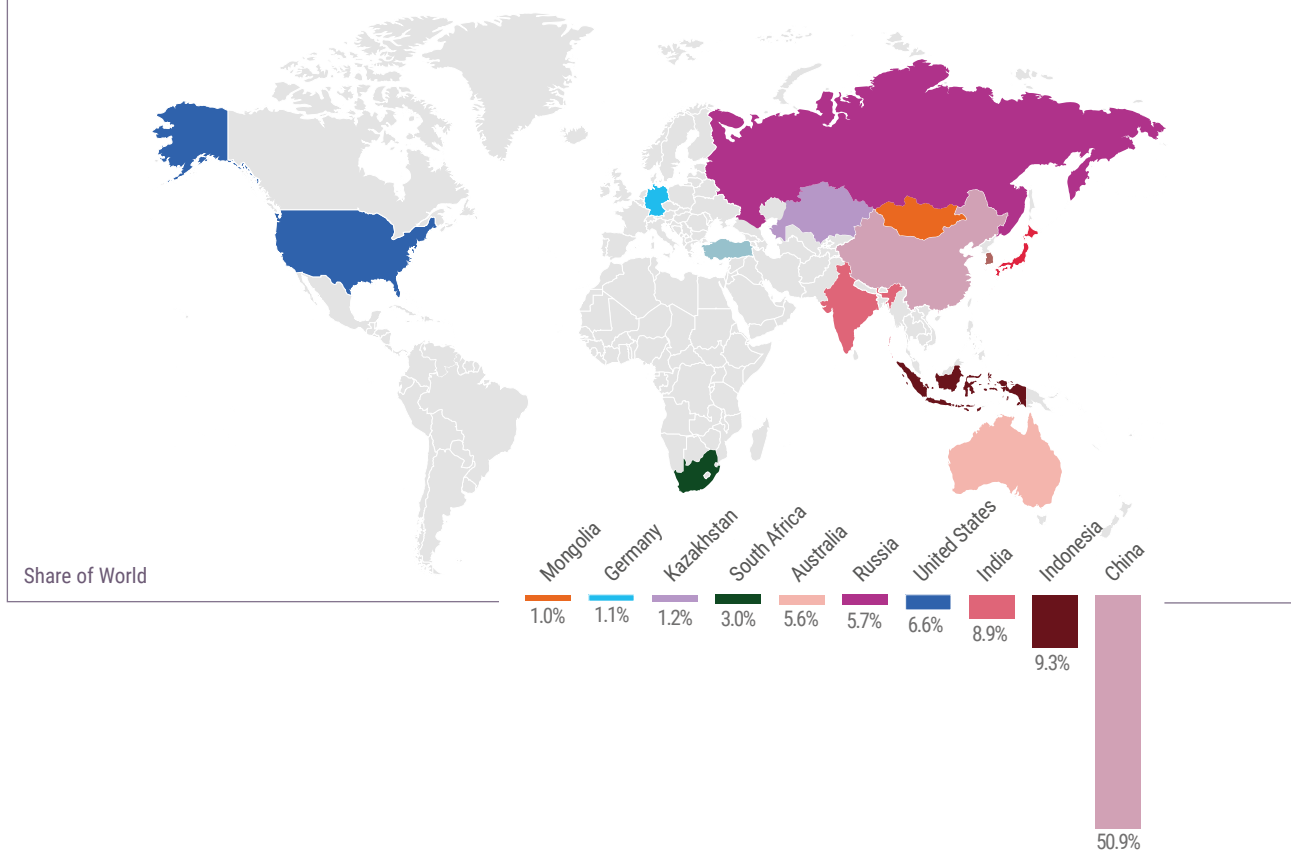 Share of World
Mongolia
Germany
Kazakhstan
South Africa
Australia
Russia
United States
India
Indonesia
China
1.0%
1.1%
1.2%
3.0%
5.6%
5.7%
6.6%
8.9%
9.3%
50.9%